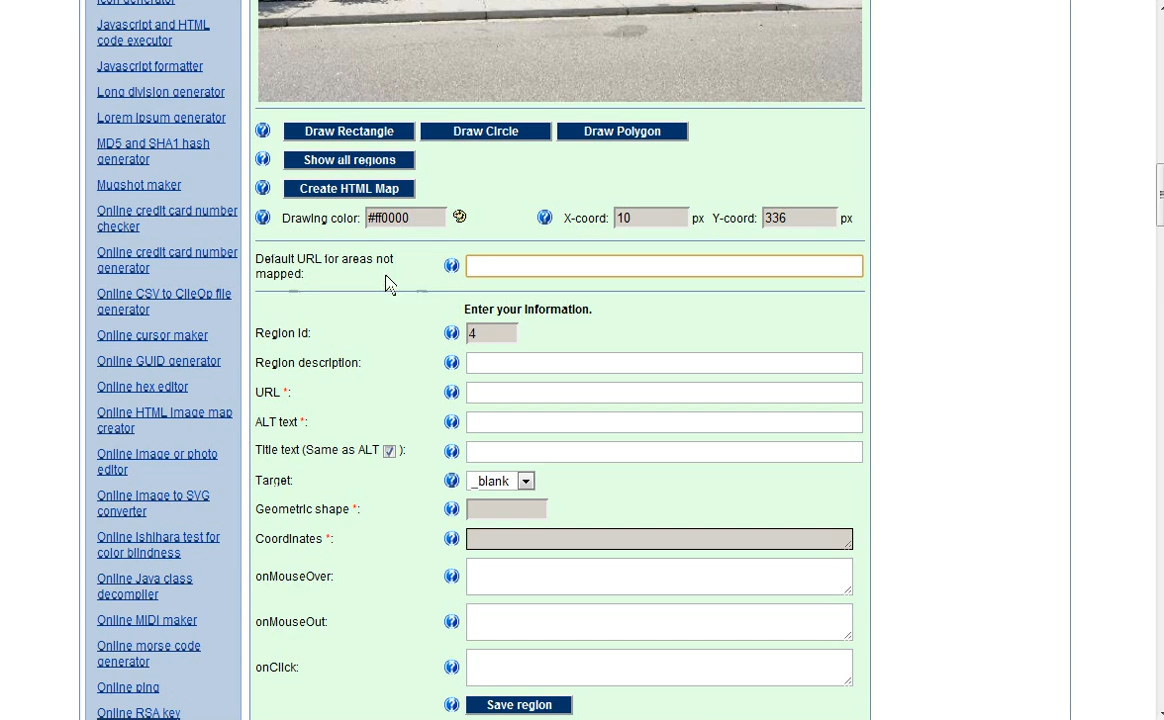 Icon generator
Javascript and HTML
code executor
Javascript formatter
Long division generator
Lorem Ipsum generator
MD5 and SHA1 hash
generator
Mugshot maker
Online credit card number
checker
Online credit card number
generator
Online CSV to ClieOp file
generator
Online cursor maker
Online GUID generator
Online hex editor
Online HTML Image map
creator
Online Image or photo
editor
Online Image to SVG
converter
Online Ishihara test for
color blindness
Online Java class
decompiler
Online MIDI maker
Online morse code
generator
Online ping
Online RSA key
Draw Rectangle Draw Circle Draw Polygon
Show all regions
Create HTML Map
Drawing color: #ff0000 X-coord: 10 px Y-coord: 336 px
Default URL for areas not
mapped:
Enter your information.
Region Id: 4
Region description:
URL *:
ALT text *:
Title text (Same as ALT ):
Target: _blank
Geometric shape *:
Coordinates *:
onMouseOver:
onMouseOut:
onClick:
Save region